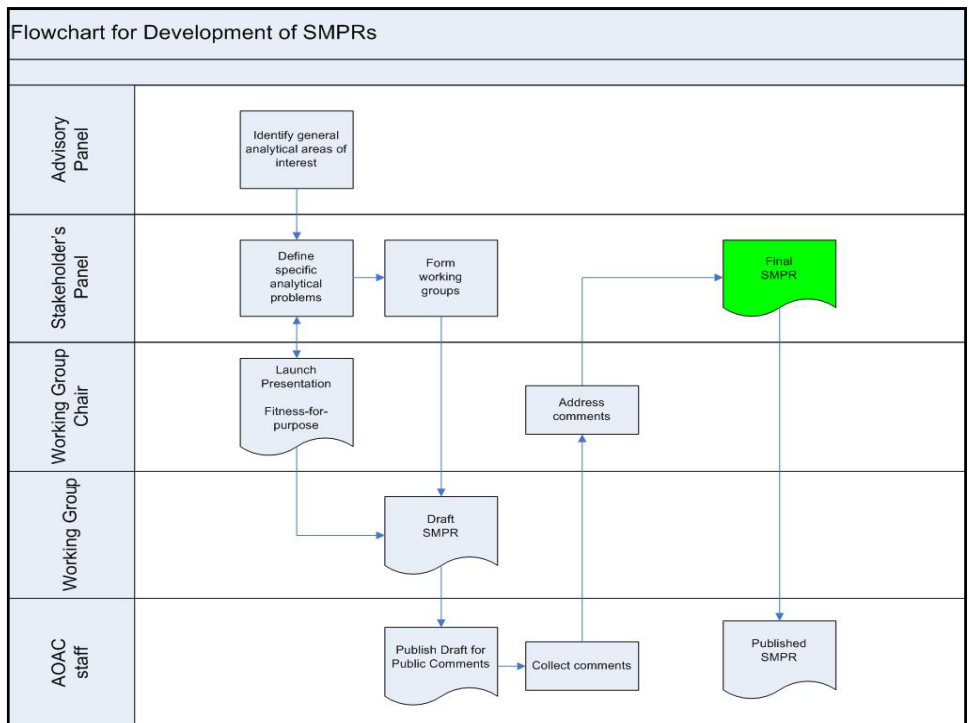 Flowchart for Development of SMPRs
Advisory
Panel
Identify general
analytical areas of
interest
Stakeholder's
Panel
Define
specific
analytical
problems
Form
working
groups
Final
SMPR
Working Group
Chair
Launch
Presentation
Fitness-for-
purpose
Address
comments
Working Group
Draft
SMPR
AOAC
staff
Publish Draft for
Public Comments
Collect comments
Published
SMPR